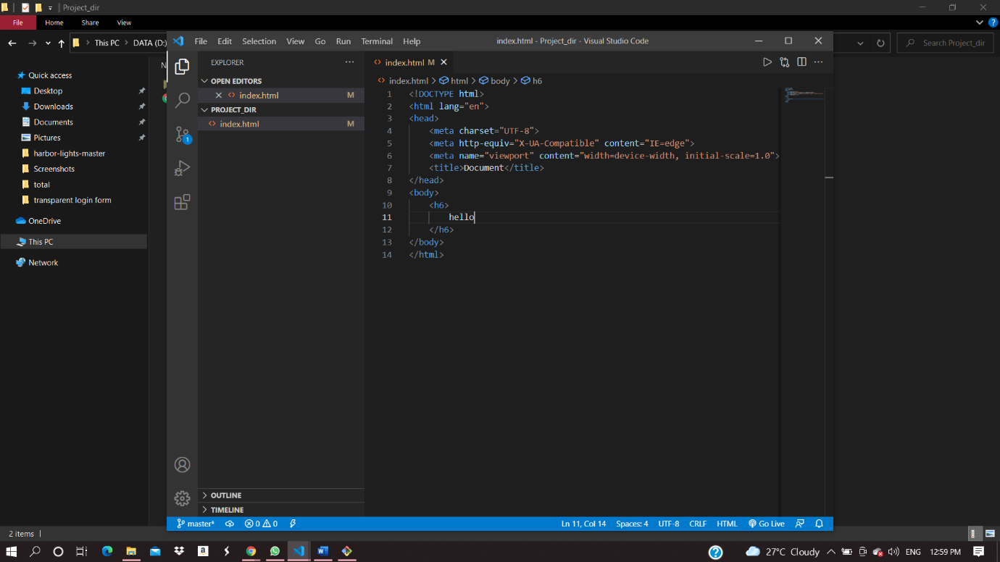 Project_dir
File Home Share View
This PC DATA (D:)
Search Project_dir
Quick access
Desktop
Downloads
Documents
Pictures
harbor-lights-master
Screenshots
total
transparent login form
OneDrive
This PC
Network
2 items
N
File Edit Selection View Go Run Terminal Help
index.html - Project_dir - Visual Studio Code
EXPLORER
OPEN EDITORS
index.html M
PROJECT_DIR
index.html M
1
OUTLINE
TIMELINE
index.html M
index.html > html > body > h6
1 <!DOCTYPE html>
2 <html lang="en">
3 <head>
4 <meta charset="UTF-8">
5 <meta http-equiv="X-UA-Compatible" content="IE=edge">
6 <meta name="viewport" content="width=device-width, initial-scale=1.0">
7 <title>Document</title>
8 </head>
9 <body>
10 <h6>
11 hello
12 </h6>
13 </body>
14 </html>
master* 0 0 Ln 11, Col 14 Spaces: 4 UTF-8 CRLF HTML Go Live
27°C Cloudy ENG 12:59 PM